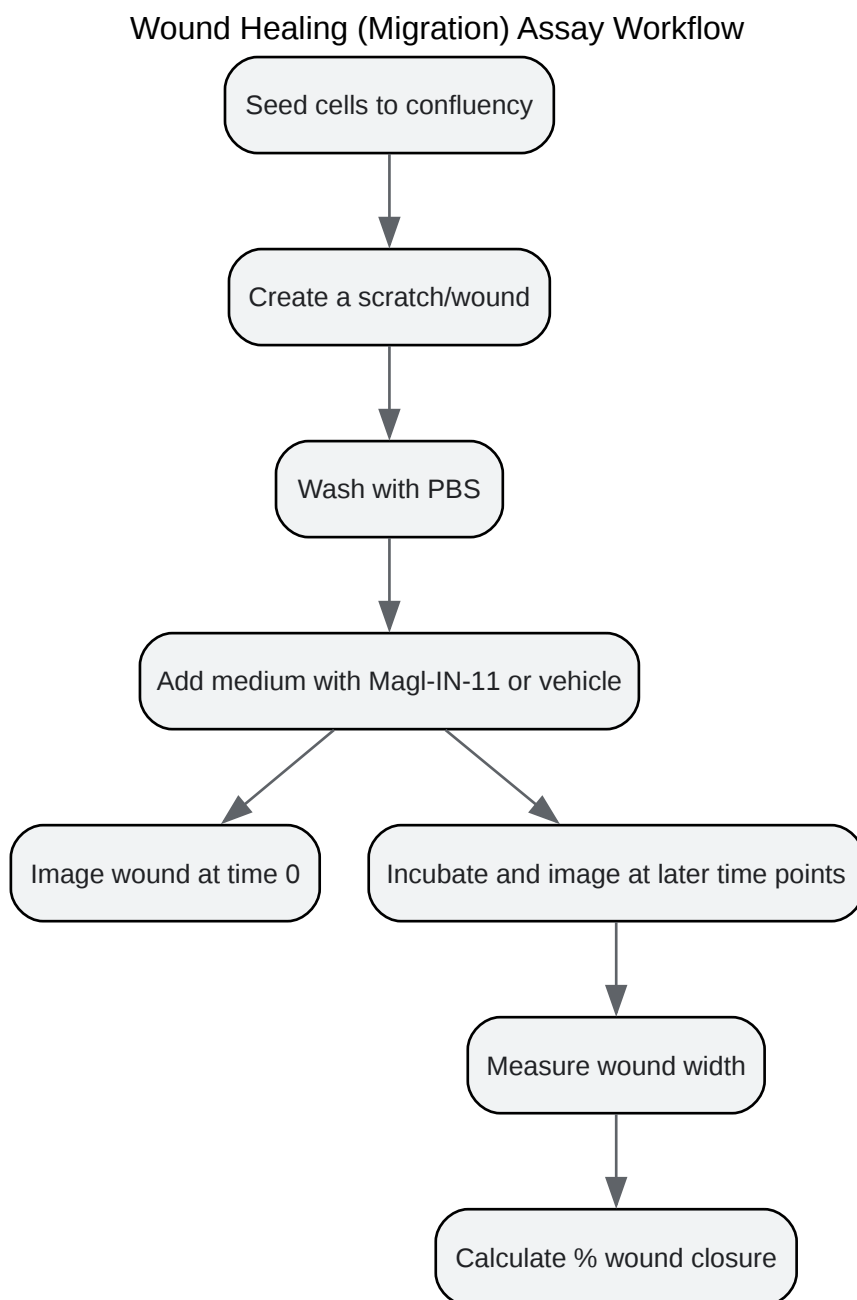 Wound Healing (Migration) Assay Workflow
Seed cells to confluency
Create a scratch/wound
Wash with PBS
Add medium with Magl-IN-11 or vehicle
Image wound at time 0
Incubate and image at later time points
Measure wound width
Calculate % wound closure